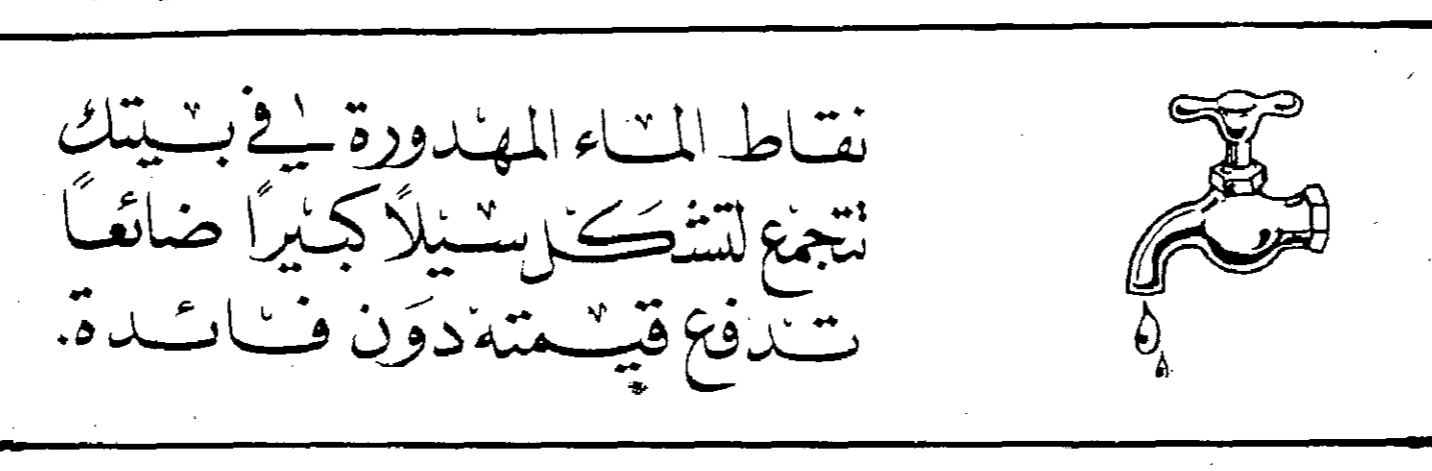 نقاط الماء المهدورة في بيتك
تتجمع لتشكل سيلاً كبيراً ضائعاً
تدفع قيمته دون فائدة.